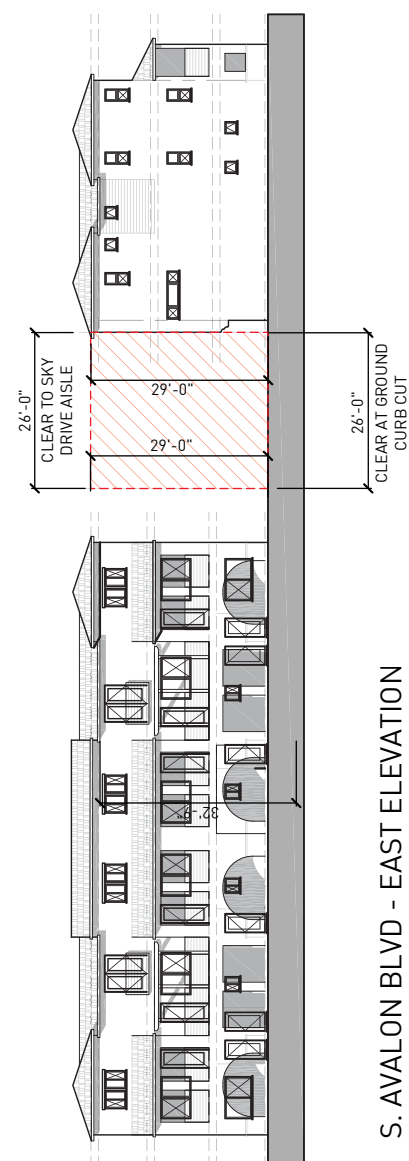 26'-0"
CLEAR TO SKY
DRIVE AISLE
29'-0"
29'-0"
26'-0"
CLEAR AT GROUND
CURB CUT
32'-9"
S. AVALON BLVD - EAST ELEVATION